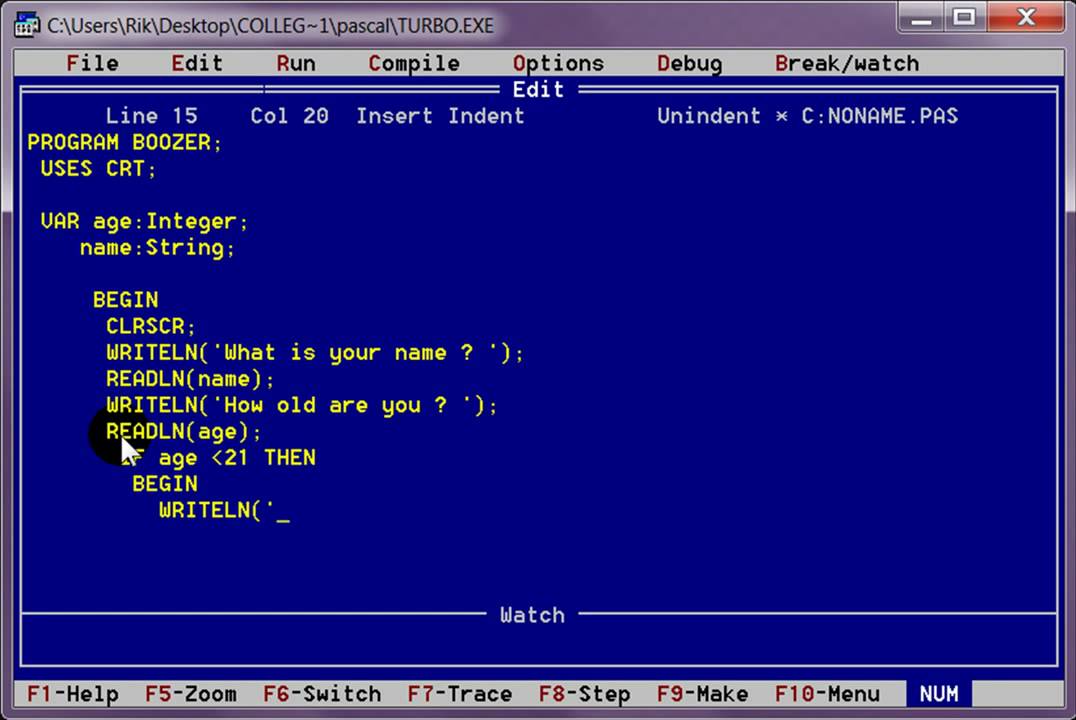 C:\Users\Rik\Desktop\COLLEG~1\pascal\TURBO.EXE
File Edit Run Compile Options Debug Break/watch
Edit
Line 15 Col 20 Insert Indent Unindent * C:NONAME.PAS
PROGRAM BOOZER;
USES CRT;
VAR age:Integer;
name:String;
BEGIN
CLRSCR;
WRITELN('What is your name ? ');
READLN(name);
WRITELN('How old are you ? ');
READLN(age);
IF age <21 THEN
BEGIN
WRITELN('_
Watch
F1-Help F5-Zoom F6-Switch F7-Trace F8-Step F9-Make F10-Menu NUM